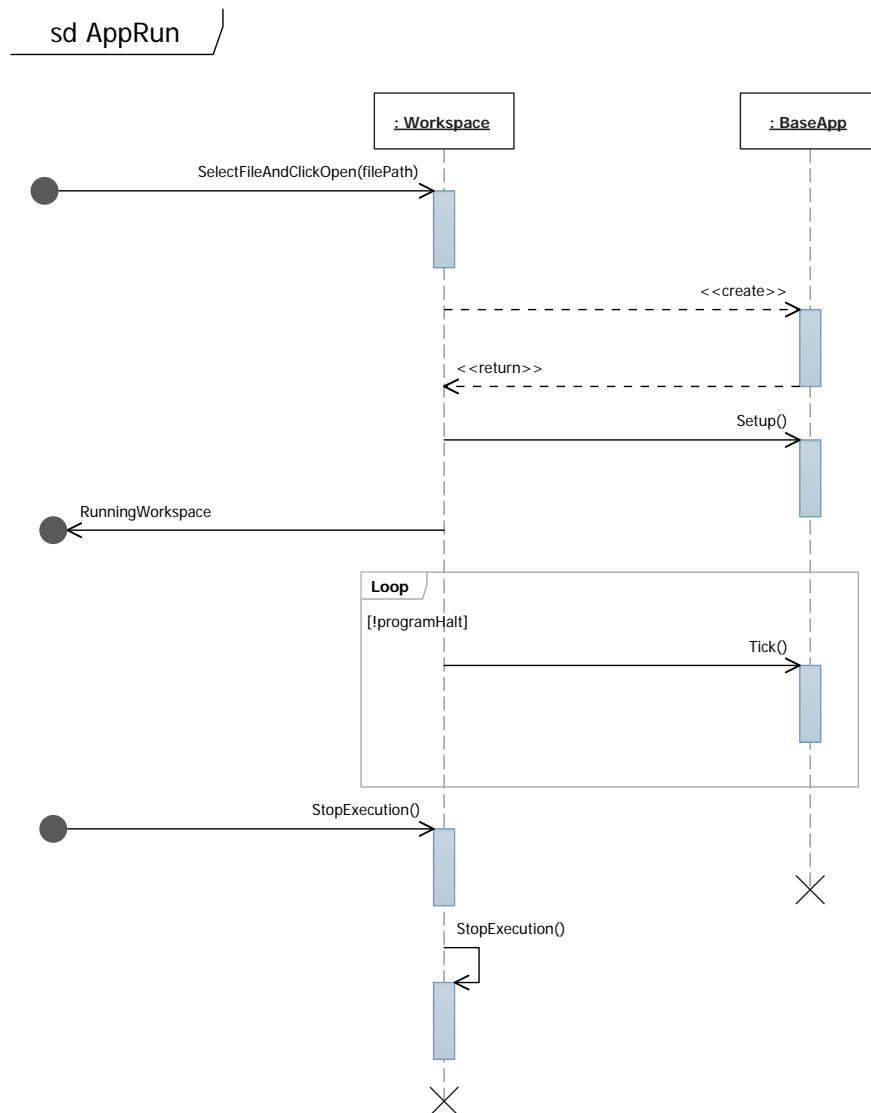 sd AppRun
: Workspace
: BaseApp
SelectFileAndClickOpen(filePath)
<<create>>
<<return>>
Setup()
RunningWorkspace
Loop
[!programHalt]
Tick()
StopExecution()
StopExecution()